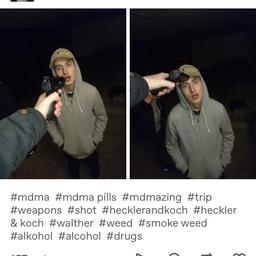 #mdma #mdma pills #mdmazing #trip
#weapons #shot #hecklerandkoch #heckler
& koch #walther #weed #smoke weed
#alkohol #alcohol #drugs